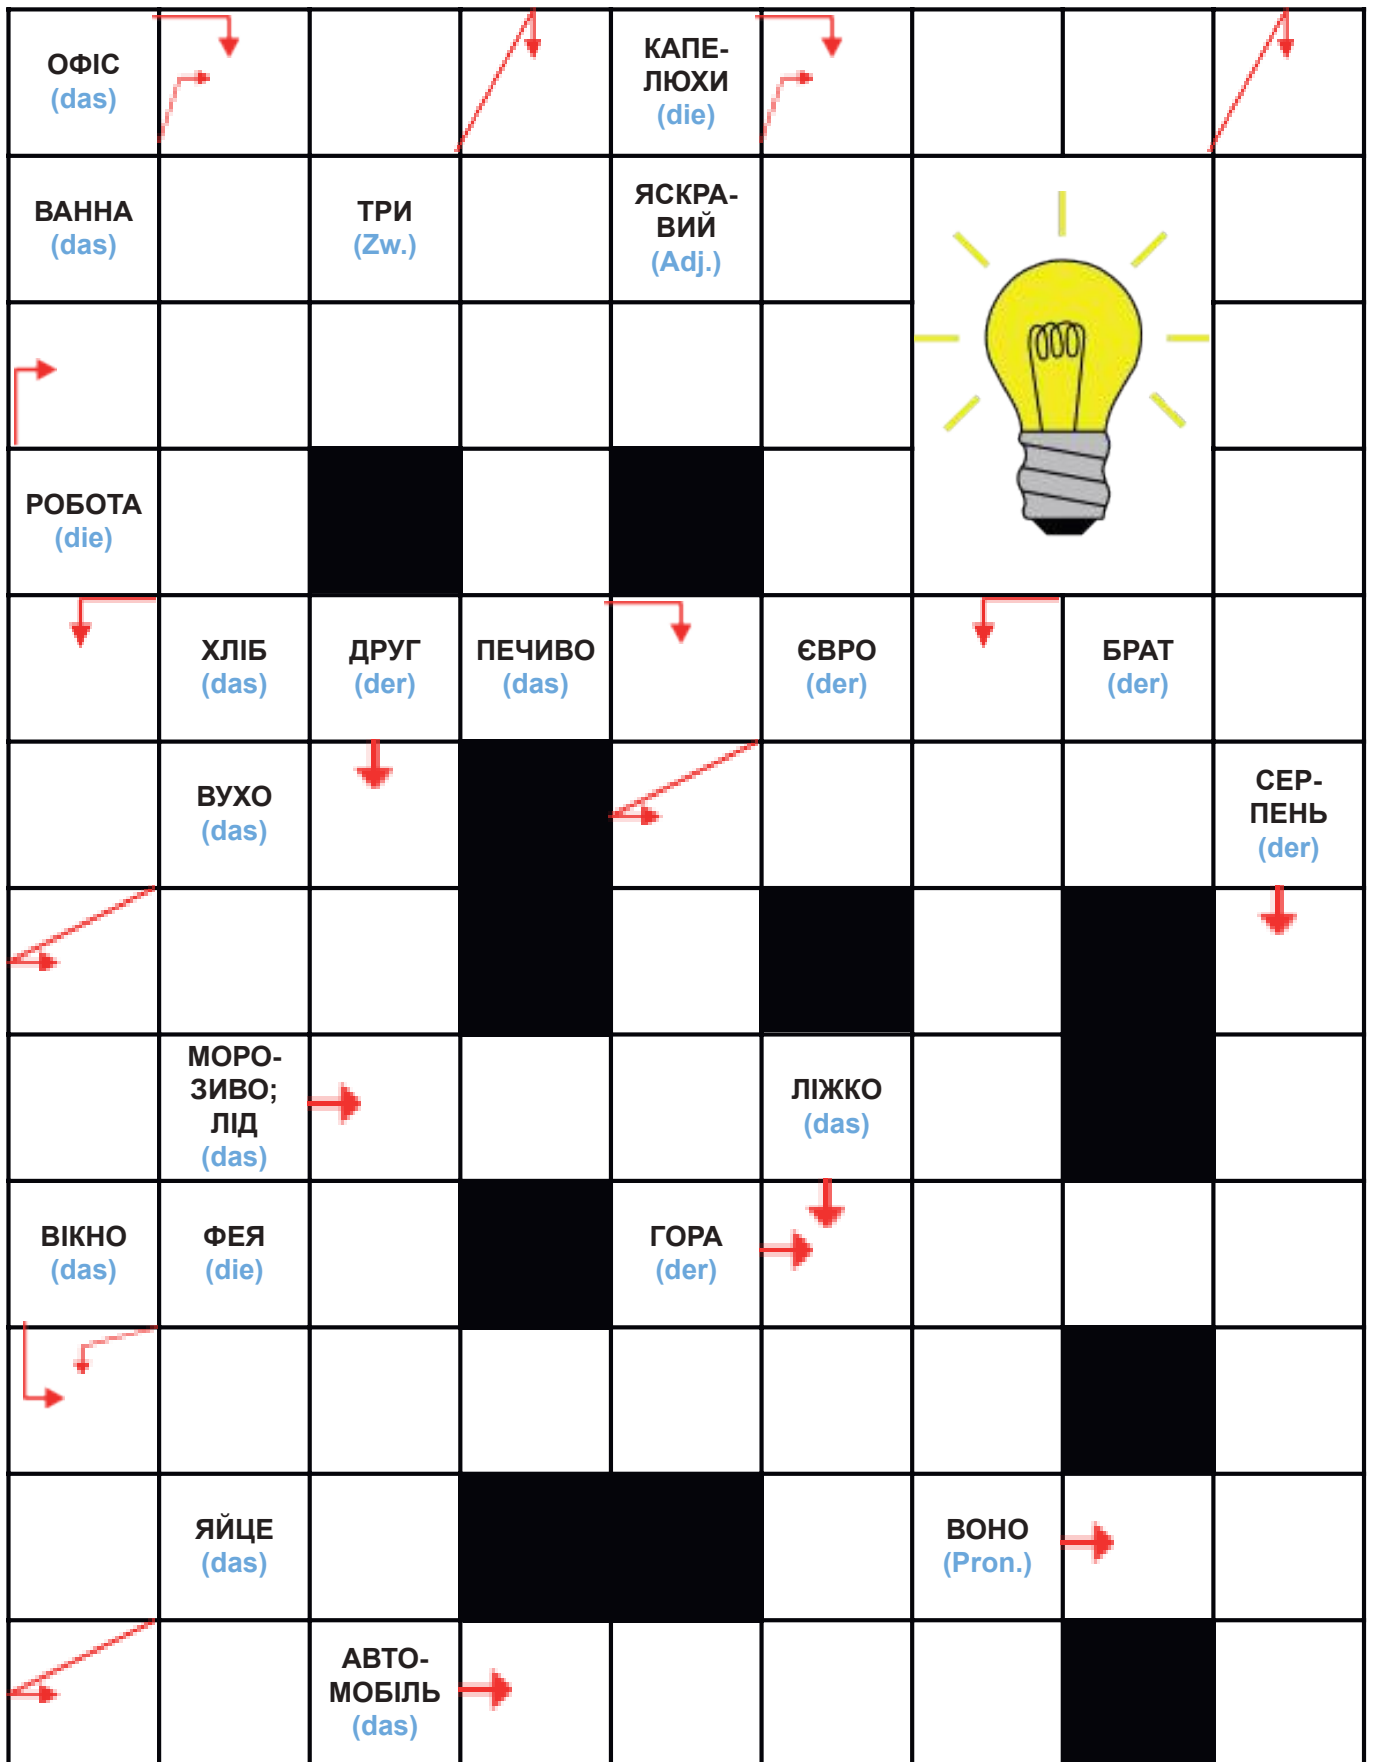 ОФІС
(das)
КАПЕ-
ЛЮХИ
(die)
ВАННА
(das)
ТРИ
(Zw.)
ЯСКРА-
ВИЙ
(Adj.)
РОБОТА
(die)
ХЛІБ
(das)
ДРУГ
(der)
ПЕЧИВО
(das)
ЄВРО
(der)
БРАТ
(der)
ВУХО
(das)
СЕР-
ПЕНЬ
(der)
МОРО-
ЗИВО;
ЛІД
(das)
ЛІЖКО
(das)
ВІКНО
(das)
ФЕЯ
(die)
ГОРА
(der)
ЯЙЦЕ
(das)
ВОНО
(Pron.)
АВТО-
МОБІЛЬ
(das)